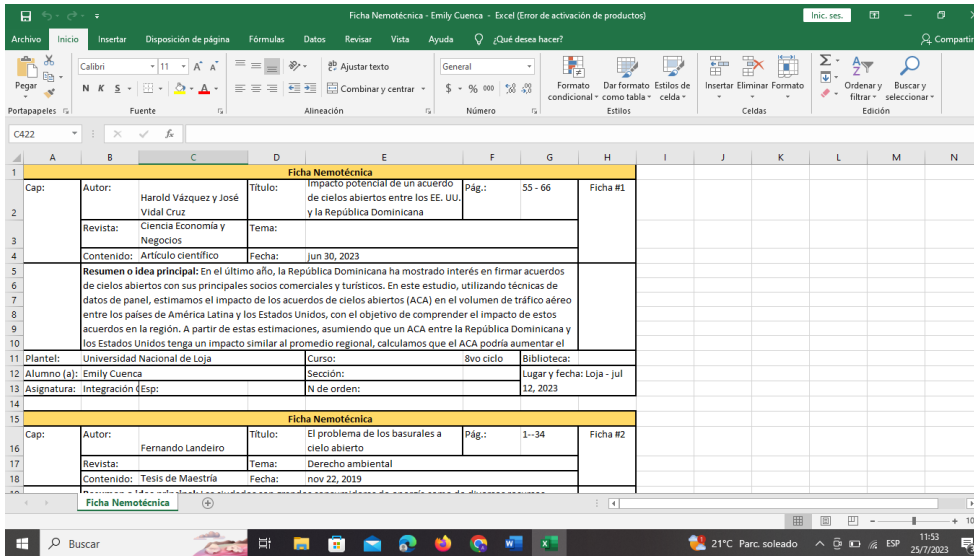 Ficha Nemotécnica - Emily Cuenca - Excel (Error de activación de productos)
Inic. ses.
Archivo Inicio Insertar Disposición de página Fórmulas Datos Revisar Vista Ayuda ¿Qué desea hacer? Compartir
Pegar
Calibri 11 A A
N K S A
Ajustar texto
Combinar y centrar
General
$ % 000
Formato condicional
Dar formato como tabla
Estilos de celda
Insertar Eliminar Formato
Ordenar y filtrar
Buscar y seleccionar
Portapapeles Fuente Alineación Número Estilos Celdas Edición
C422 fx
A B C D E F G H I J K L M N
1 Ficha Nemotécnica
2 Cap: Autor: Harold Vázquez y José Vidal Cruz Título: Impacto potencial de un acuerdo de cielos abiertos entre los EE. UU. y la República Dominicana Pág.: 55 - 66 Ficha #1
3 Revista: Ciencia Economía y Negocios Tema:
4 Contenido: Artículo científico Fecha: jun 30, 2023
5 Resumen o idea principal: En el último año, la República Dominicana ha mostrado interés en firmar acuerdos
6 de cielos abiertos con sus principales socios comerciales y turísticos. En este estudio, utilizando técnicas de
7 datos de panel, estimamos el impacto de los acuerdos de cielos abiertos (ACA) en el volumen de tráfico aéreo
8 entre los países de América Latina y los Estados Unidos, con el objetivo de comprender el impacto de estos
9 acuerdos en la región. A partir de estas estimaciones, asumiendo que un ACA entre la República Dominicana y
10 los Estados Unidos tenga un impacto similar al promedio regional, calculamos que el ACA podría aumentar el
11 Plantel: Universidad Nacional de Loja Curso: 8vo ciclo Biblioteca:
12 Alumno (a): Emily Cuenca Sección: Lugar y fecha: Loja - jul
13 Asignatura: Integración Esp: N de orden: 12, 2023
14
15 Ficha Nemotécnica
16 Cap: Autor: Fernando Landeiro Título: El problema de los basurales a cielo abierto Pág.: 1--34 Ficha #2
17 Revista: Tema: Derecho ambiental
18 Contenido: Tesis de Maestría Fecha: nov 22, 2019
Ficha Nemotécnica
Buscar
21°C Parc. soleado ESP 11:53
25/7/2023